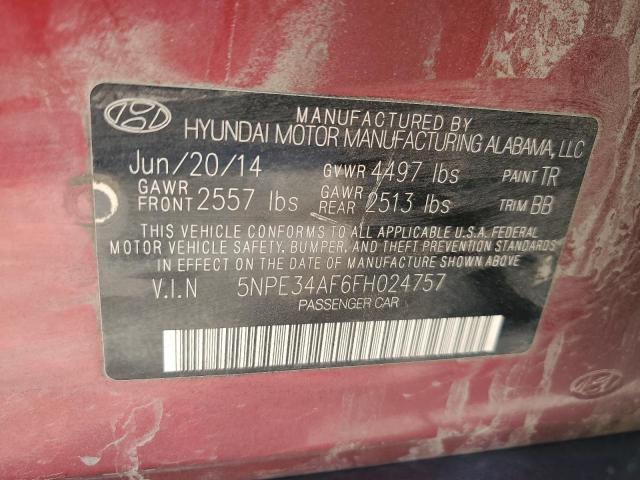 MANUFACTURED BY
HYUNDAI MOTOR MANUFACTURING ALABAMA, LLC
Jun/20/14 GVWR 4497 lbs PAINT TR
GAWR FRONT 2557 lbs GAWR REAR 2513 lbs TRIM BB
THIS VEHICLE CONFORMS TO ALL APPLICABLE U.S.A. FEDERAL
MOTOR VEHICLE SAFETY, BUMPER, AND THEFT PREVENTION STANDARDS
IN EFFECT ON THE DATE OF MANUFACTURE SHOWN ABOVE
V.I.N 5NPE34AF6FH024757
PASSENGER CAR